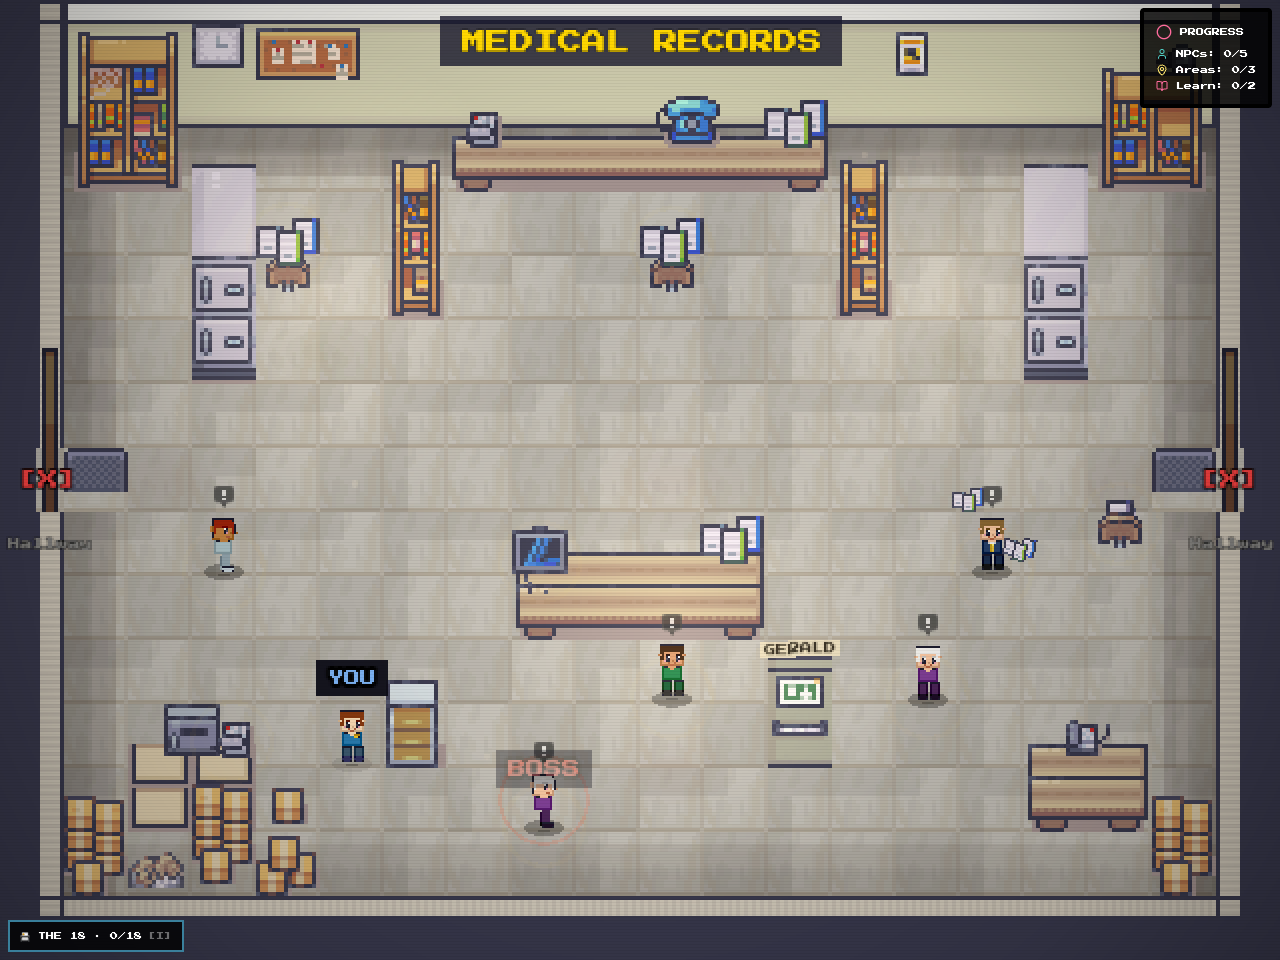 MEDICAL RECORDS
PROGRESS
NPCs: 0/5
Areas: 0/3
Learn: 0/2
[X]
[X]
Hallway
Hallway
!
!
!
!
GERALD
YOU
!
BOSS
THE 18 · 0/18 [I]